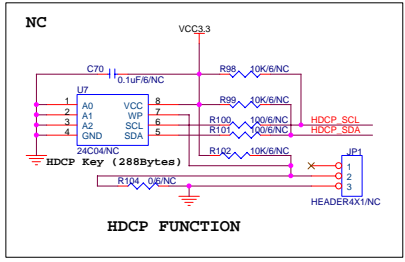 NC
VCC3.3
C70
0.1uF/6/NC
R98 10K/6/NC
U7
R99 10K/6/NC
1 A0 VCC 8
2 A1 WP 7
3 A2 SCL 6
4 GND SDA 5
R100 100/6/NC HDCP_SCL
R101 100/6/NC HDCP_SDA
24C04/NC
HDCP Key (288Bytes)
R102 10K/6/NC
JP1
1
2
3
R104 0/6/NC
HEADER4X1/NC
HDCP FUNCTION